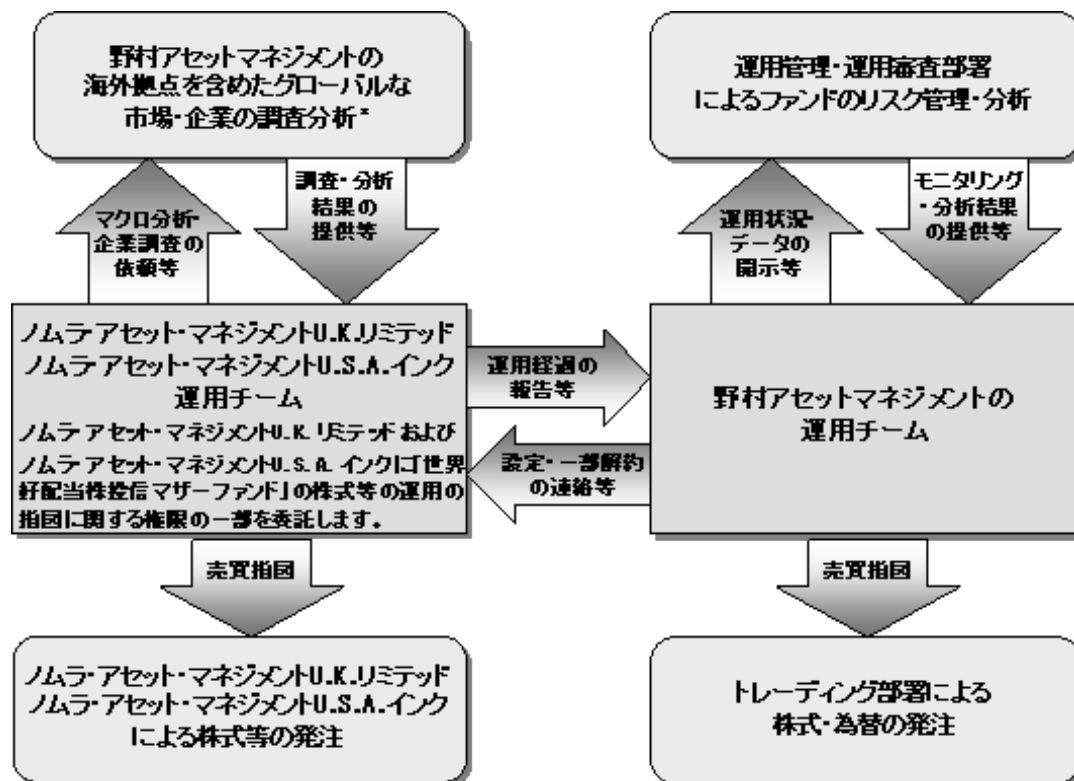 野村アセットマネジメントの
海外拠点を含めたグローバルな
市場・企業の調査分析*
運用管理・運用審査部署
によるファンドのリスク管理・分析
マクロ分析・
企業調査の
依頼等
調査・分析
結果の
提供等
運用状況・
データの
開示等
モニタリング
・分析結果
の提供等
ノムラ・アセット・マネジメントU.K.リミテッド
ノムラ・アセット・マネジメントU.S.A.インク
運用チーム
ノムラ・アセット・マネジメントU.K.リミテッドおよび
ノムラ・アセット・マネジメントU.S.A.インクに「世界
好配当株投信マザーファンド」の株式等の運用の
指図に関する権限の一部を委託します。
運用経過の
報告等
設定・一部解約
の連絡等
野村アセットマネジメントの
運用チーム
売買指図
売買指図
ノムラ・アセット・マネジメントU.K.リミテッド
ノムラ・アセット・マネジメントU.S.A.インク
による株式等の発注
トレーディング部署による
株式・為替の発注